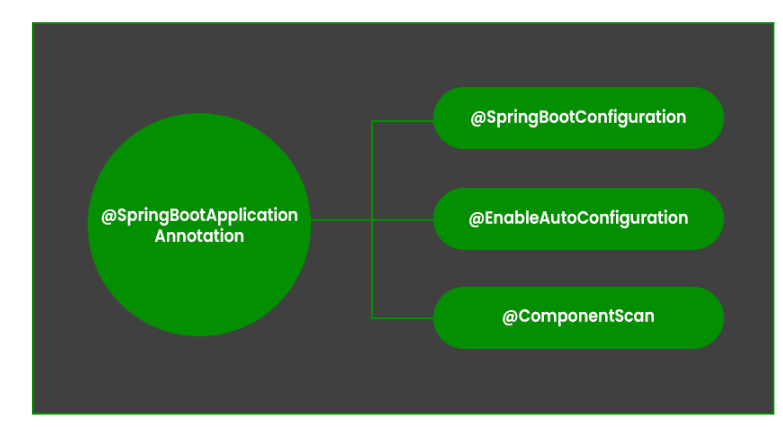 @SpringBootConfiguration
@SpringBootApplication
Annotation
@EnableAutoConfiguration
@ComponentScan